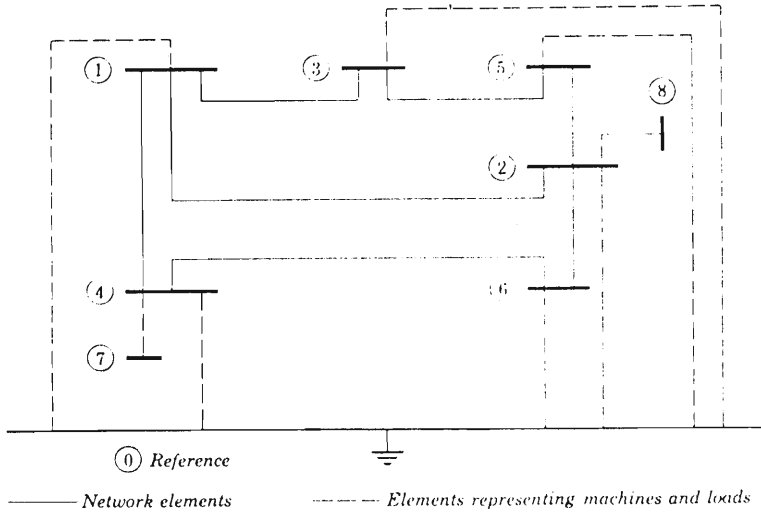 1
3
5
8
2
4
6
7
0 Reference
Network elements
Elements representing machines and loads